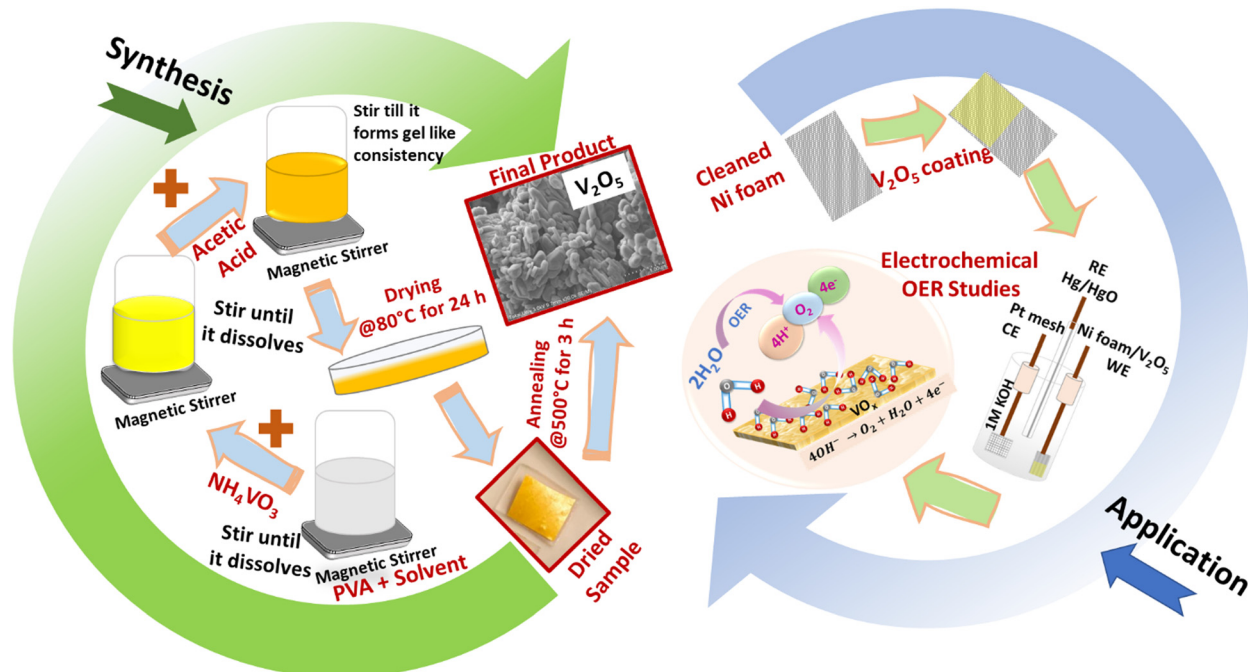 Synthesis
Stir till it
forms gel like
consistency
Acetic
Acid
Magnetic Stirrer
Stir until
it dissolves
Magnetic Stirrer
NH₄VO₃
Stir until
it dissolves
Magnetic Stirrer
PVA + Solvent
Drying
@80°C for 24 h
Dried
Sample
Annealing
@500°C for 3 h
Final Product
V₂O₅
Cleaned
Ni foam
V₂O₅ coating
Electrochemical
OER Studies
RE
Hg/HgO
Pt mesh
CE
Ni foam/V₂O₅
WE
1M KOH
2H₂O
OER
4H⁺
O₂
4e⁻
O
H
H
VOₓ
4OH⁻ → O₂ + H₂O + 4e⁻
Application